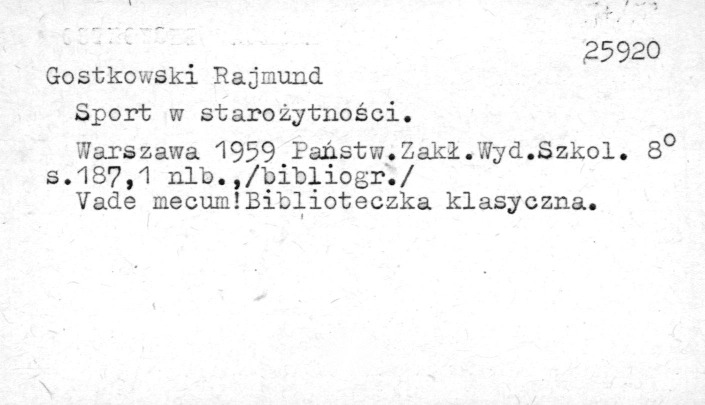 25920
Gostkowski Rajmund
Sport w starożytności.
Warszawa 1959 Państw.Zakł.Wyd.Szkol. 8°
s.187,1 nlb.,/bibliogr./
Vade mecum!Biblioteczka klasyczna.